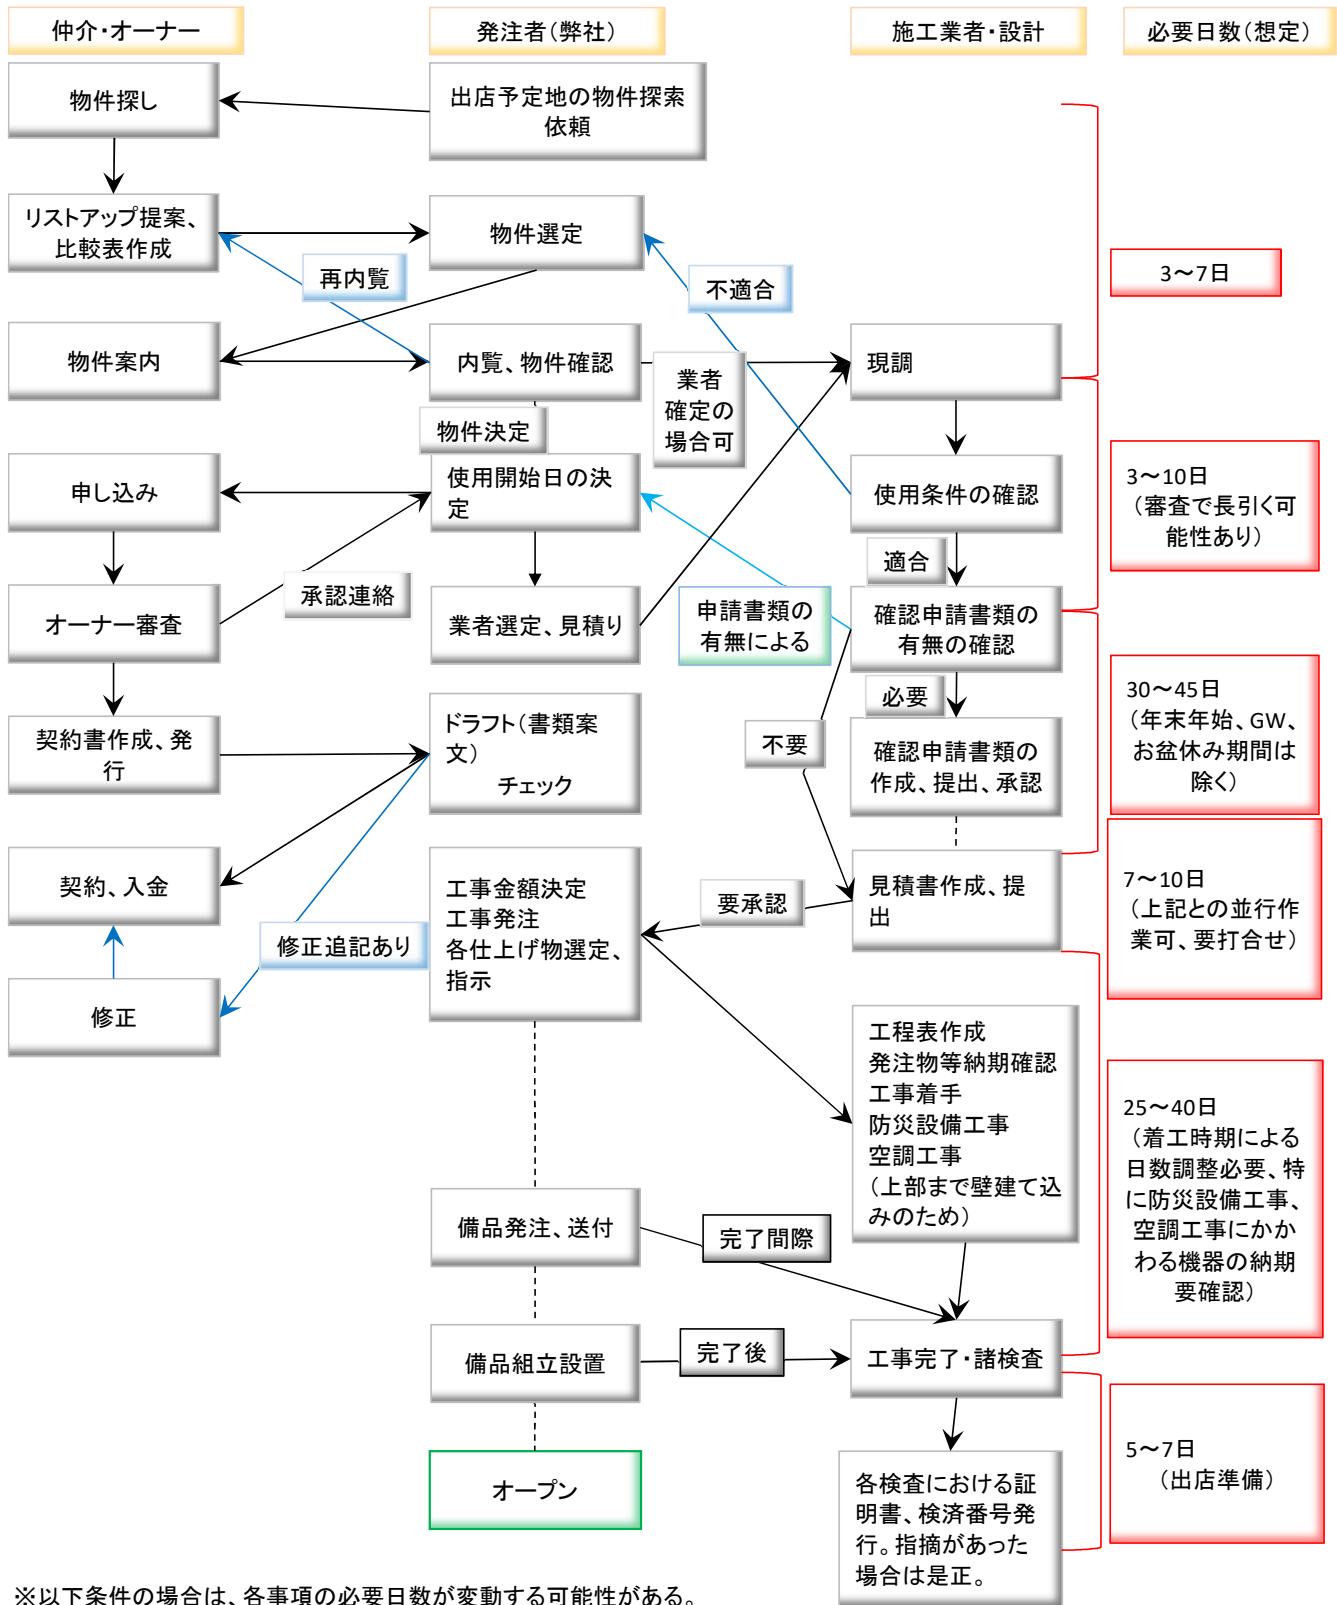 仲介・オーナー
発注者（弊社）
施工業者・設計
必要日数（想定）
物件探し
出店予定地の物件探索
依頼
リストアップ提案、
比較表作成
物件選定
再内覧
不適合
3～7日
物件案内
内覧、物件確認
業者
確定の
場合可
現調
物件決定
申し込み
使用開始日の決
定
使用条件の確認
3～10日
（審査で長引く可
能性あり）
適合
承認連絡
オーナー審査
業者選定、見積り
申請書類の
有無による
確認申請書類の
有無の確認
必要
30～45日
（年末年始、GW、
お盆休み期間は
除く）
契約書作成、発
行
ドラフト（書類案
文）
チェック
不要
確認申請書類の
作成、提出、承認
契約、入金
工事金額決定
工事発注
各仕上げ物選定、
指示
要承認
見積書作成、提
出
7～10日
（上記との並行作
業可、要打合せ）
修正追記あり
修正
工程表作成
発注物等納期確認
工事着手
防災設備工事
空調工事
（上部まで壁建て込
みのため）
25～40日
（着工時期による
日数調整必要、特
に防災設備工事、
空調工事にかか
わる機器の納期
要確認）
備品発注、送付
完了間際
備品組立設置
完了後
工事完了・諸検査
オープン
各検査における証
明書、検済番号発
行。指摘があった
場合は是正。
5～7日
（出店準備）
※以下条件の場合は、各事項の必要日数が変動する可能性がある。